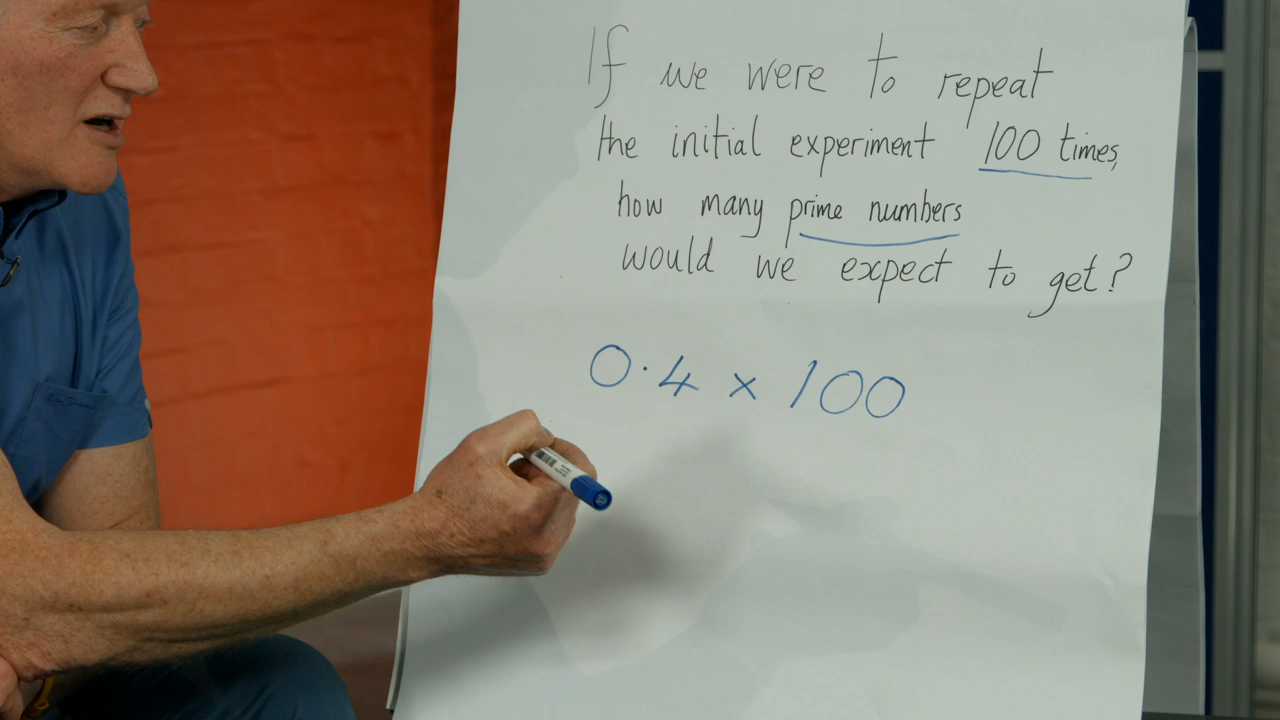 If we were to repeat
the initial experiment 100 times,
how many prime numbers
would we expect to get?
0.4 × 100